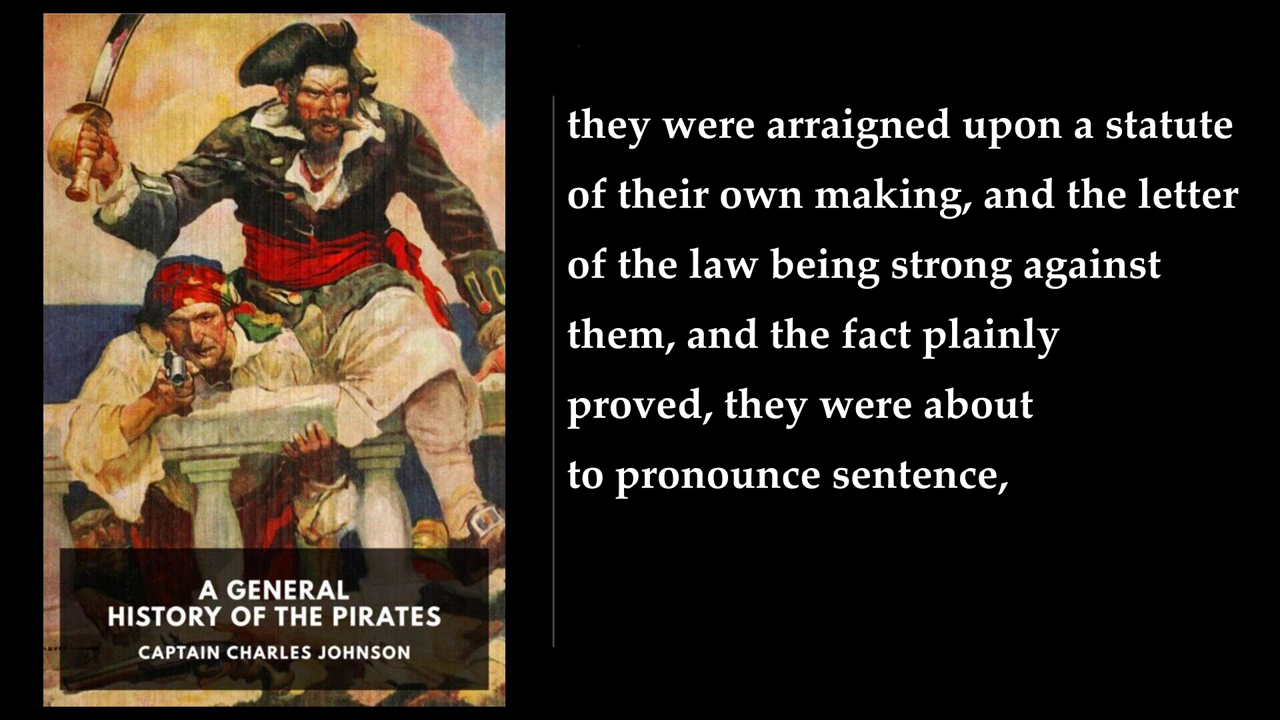 they were arraigned upon a statute
of their own making, and the letter
of the law being strong against
them, and the fact plainly
proved, they were about
to pronounce sentence,
A GENERAL
HISTORY OF THE PIRATES
CAPTAIN CHARLES JOHNSON